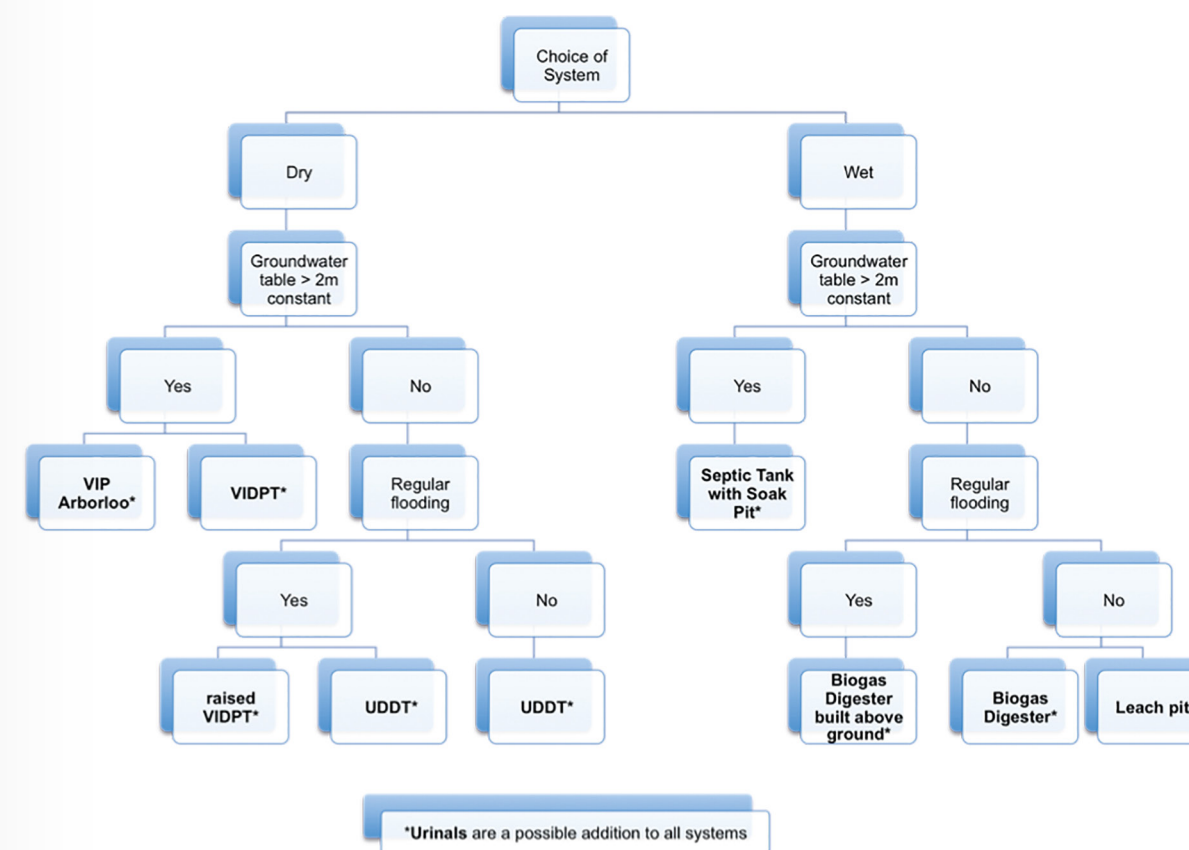 Choice of
System
Dry
Wet
Groundwater
table > 2m
constant
Groundwater
table > 2m
constant
Yes
No
Yes
No
VIP
Arborloo*
VIDPT*
Regular
flooding
Septic Tank
with Soak
Pit*
Regular
flooding
Yes
No
Yes
No
raised
VIDPT*
UDDT*
UDDT*
Biogas
Digester
built above
ground*
Biogas
Digester*
Leach pit
*Urinals are a possible addition to all systems